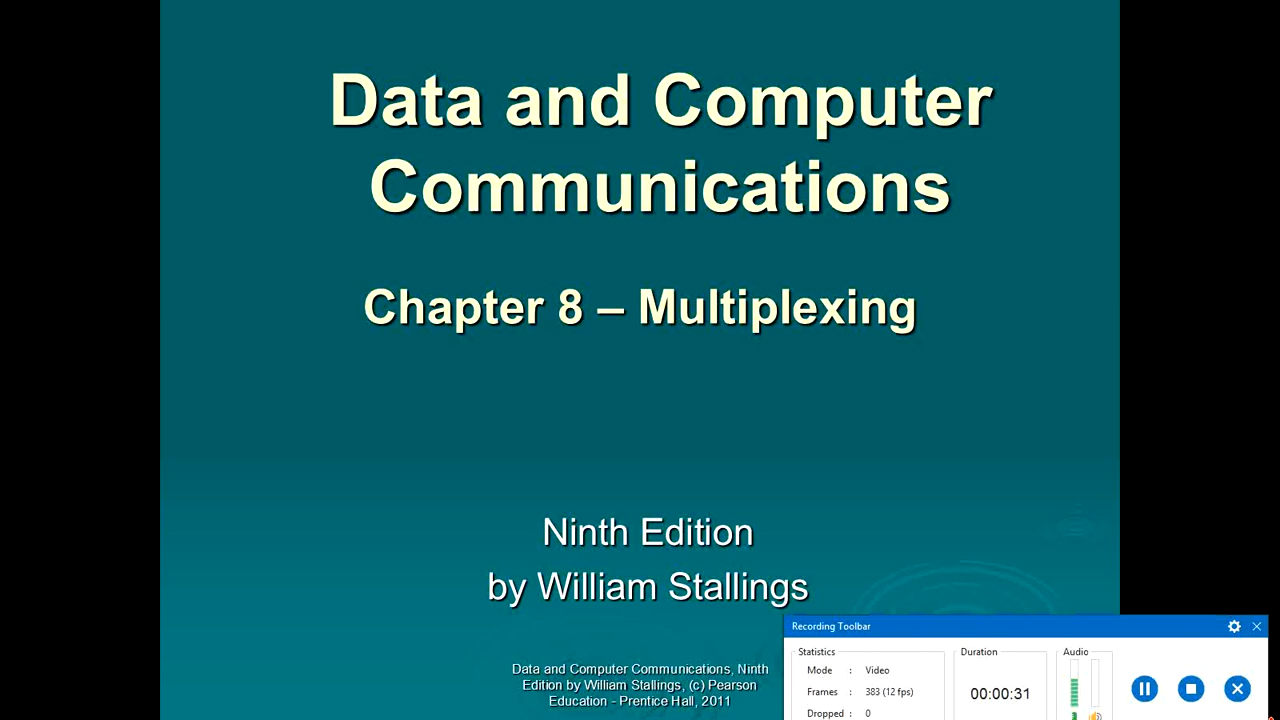 Data and Computer
Communications
Chapter 8 – Multiplexing
Ninth Edition
by William Stallings
Data and Computer Communications, Ninth
Edition by William Stallings, (c) Pearson
Education - Prentice Hall, 2011
Recording Toolbar
Statistics
Mode : Video
Frames : 383 (12 fps)
Dropped : 0
Duration
00:00:31
Audio